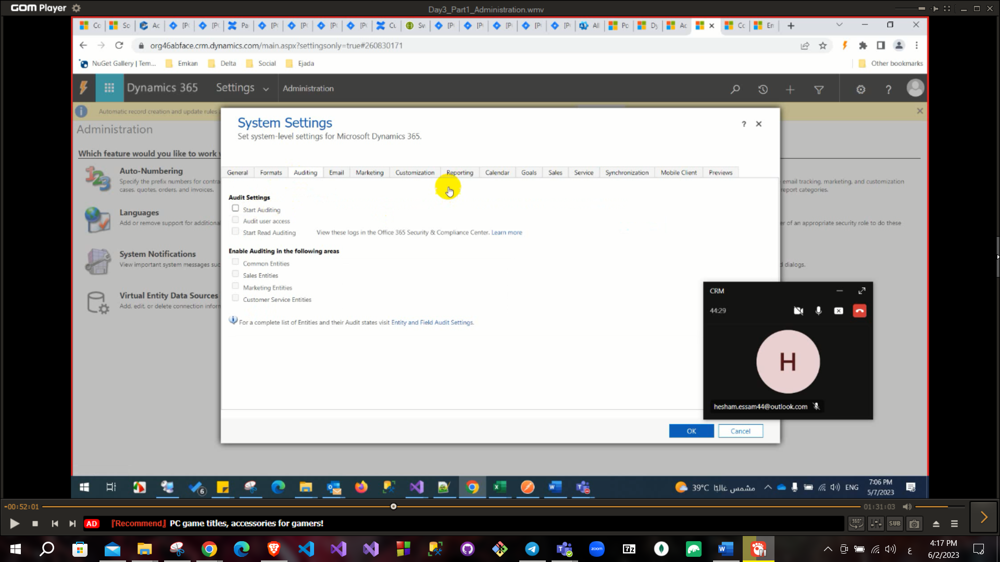 GOM Player
Day3_Part1_Administration.wmv
Cc
So
Ac
[P(
[P(
Pa
[P(
[P(
[P(
[P(
Cu
Sv
[P(
[P(
[P(
[P(
[P(
All
Po
Dy
Ac
Cc
En
org46abface.crm.dynamics.com/main.aspx?settingsonly=true#260830171
NuGet Gallery | Tem...
Emkan
Delta
Social
Ejada
Other bookmarks
Dynamics 365
Settings
Administration
Automatic record creation and update rules
Administration
Which feature would you like to work
Auto-Numbering
Specify the prefix numbers for contra
cases, quotes, orders, and invoices.
Languages
Add or remove support for additional
System Notifications
View important system messages suc
Virtual Entity Data Sources
Add, edit, or delete connection inforr
email tracking, marketing, and customization
report categories.
er of an appropriate security role to do these
d dialogs.
System Settings
Set system-level settings for Microsoft Dynamics 365.
General
Formats
Auditing
Email
Marketing
Customization
Reporting
Calendar
Goals
Sales
Service
Synchronization
Mobile Client
Previews
Audit Settings
Start Auditing
Audit user access
Start Read Auditing
View these logs in the Office 365 Security & Compliance Center. Learn more
Enable Auditing in the following areas
Common Entities
Sales Entities
Marketing Entities
Customer Service Entities
For a complete list of Entities and their Audit states visit Entity and Field Audit Settings.
OK
Cancel
CRM
44:29
H
hesham.essam44@outlook.com
6
39°C مشمس غالبًا
ENG
7:06 PM
5/7/2023
-00:52:01
01:31:03
AD
『Recommend』 PC game titles, accessories for gamers!
360°
SUB
zoom
7z
ع
4:17 PM
6/2/2023